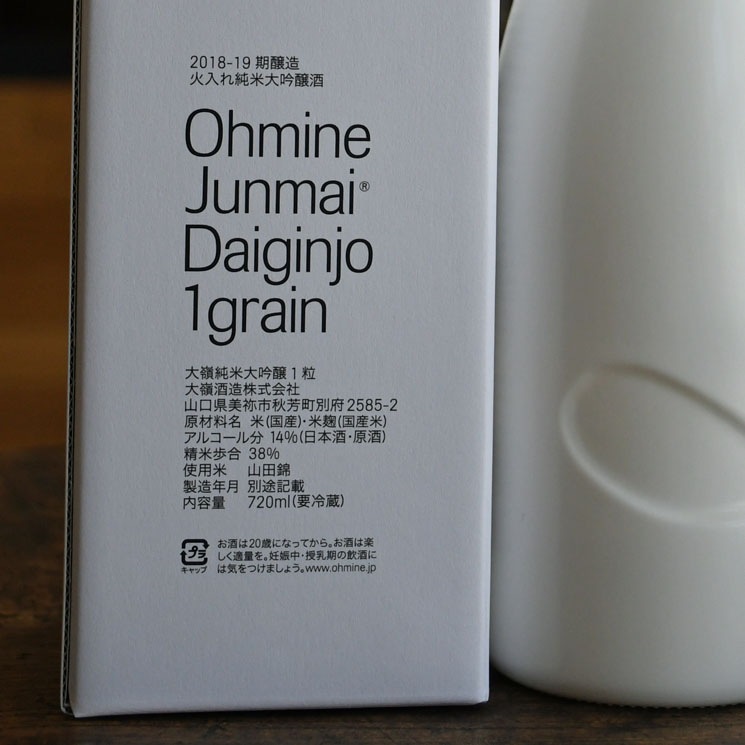 2018-19 期醸造
火入れ純米大吟醸酒
Ohmine
Junmai®
Daiginjo
1grain
大嶺純米大吟醸1粒
大嶺酒造株式会社
山口県美祢市秋芳町別府2585-2
原材料名 米(国産)・米麹(国産米)
アルコール分 14%(日本酒・原酒)
精米歩合 38%
使用米 山田錦
製造年月 別途記載
内容量 720ml(要冷蔵)
プラ
キャップ
お酒は20歳になってから。お酒は楽
しく適量を。妊娠中・授乳期の飲酒に
は気をつけましょう。www.ohmine.jp